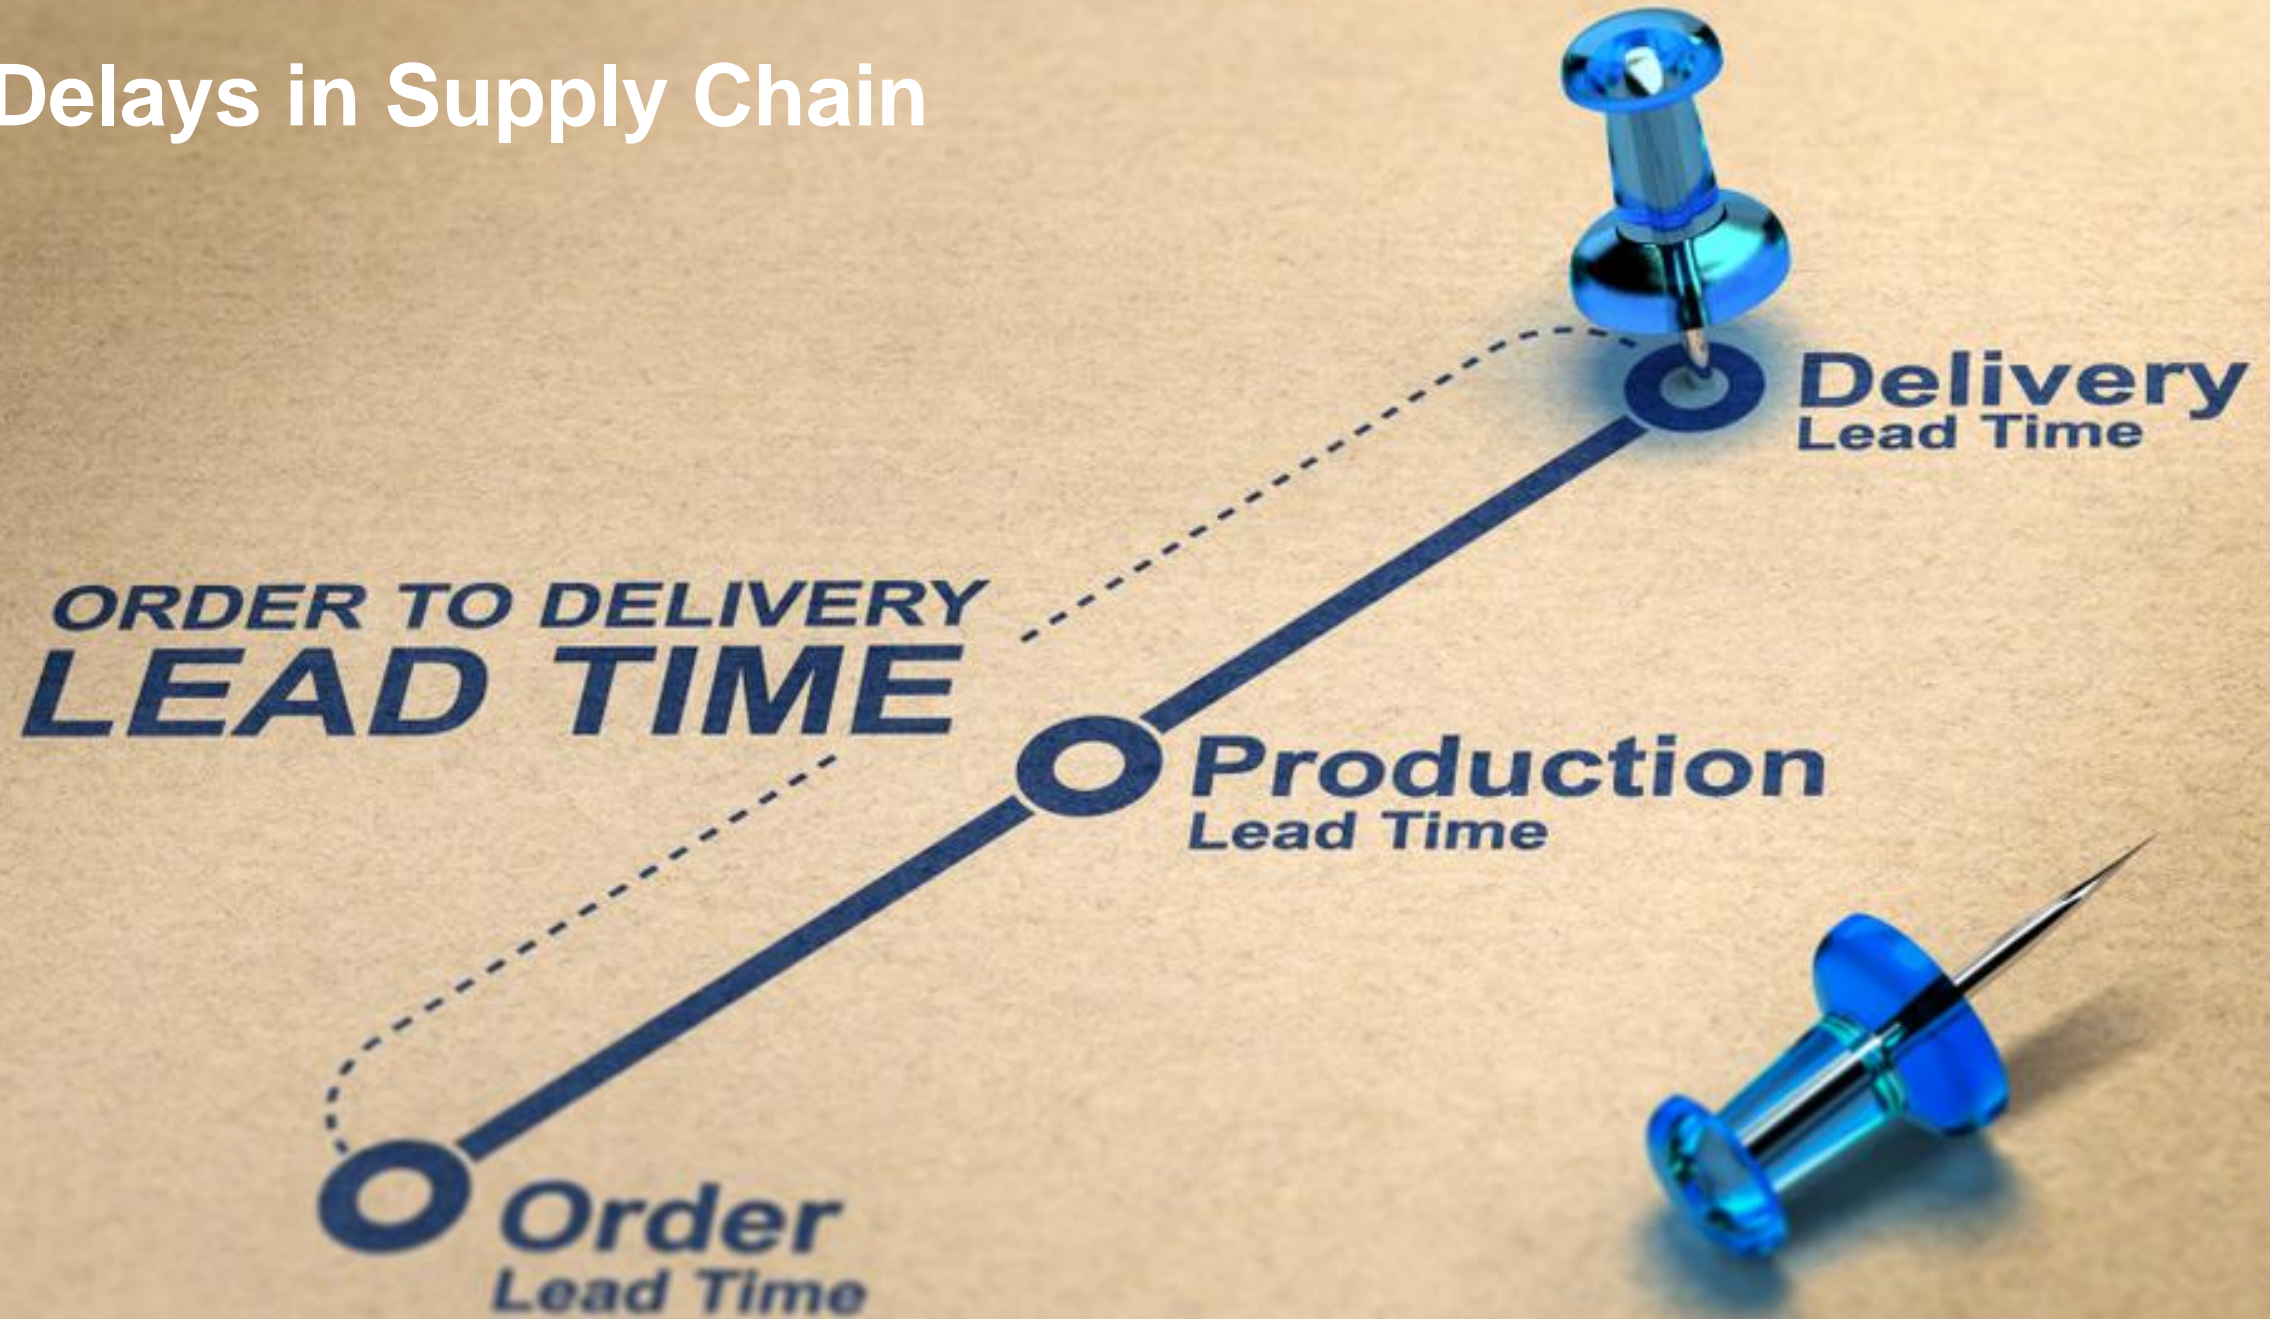 Delays in Supply Chain
Delivery
Lead Time
ORDER TO DELIVERY
LEAD TIME
Production
Lead Time
Order
Lead Time